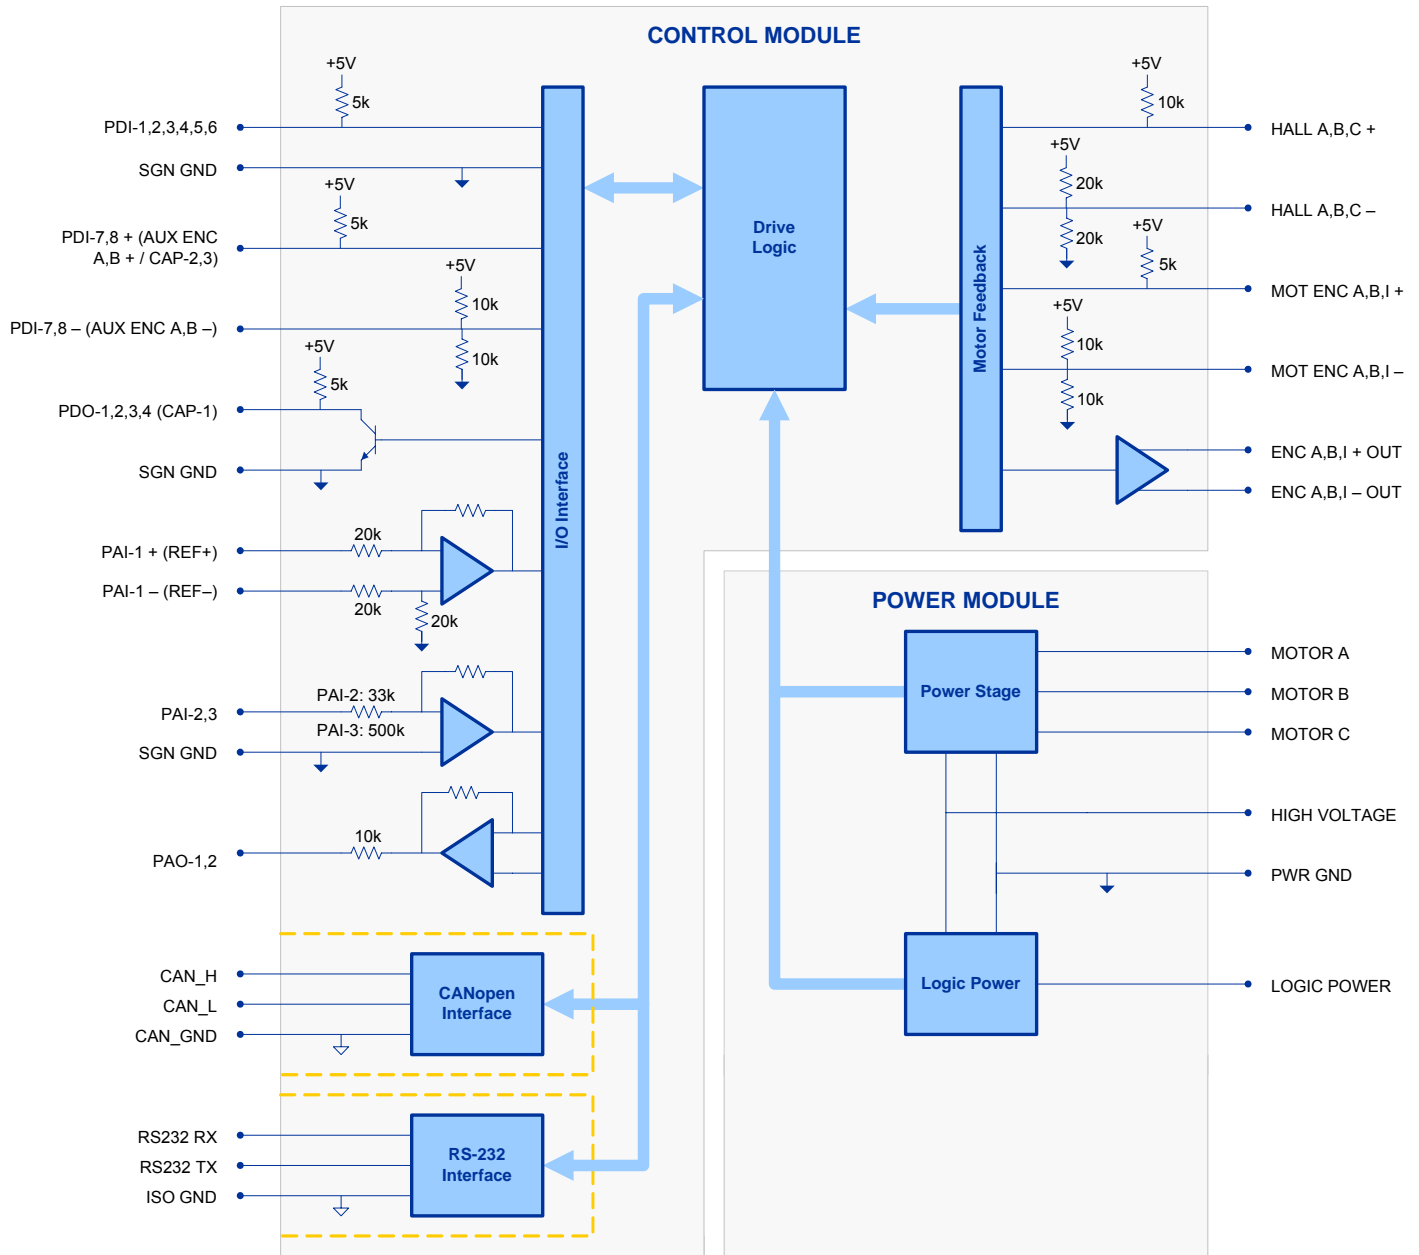 CONTROL MODULE
+5V
5k
PDI-1,2,3,4,5,6
SGN GND
+5V
5k
PDI-7,8 + (AUX ENC
A,B + / CAP-2,3)
+5V
10k
PDI-7,8 – (AUX ENC A,B –)
10k
+5V
5k
PDO-1,2,3,4 (CAP-1)
SGN GND
20k
PAI-1 + (REF+)
PAI-1 – (REF–)
20k
20k
PAI-2: 33k
PAI-2,3
PAI-3: 500k
SGN GND
10k
PAO-1,2
I/O Interface
Drive
Logic
Motor Feedback
+5V
10k
HALL A,B,C +
+5V
20k
HALL A,B,C –
20k
+5V
5k
MOT ENC A,B,I +
+5V
10k
MOT ENC A,B,I –
10k
ENC A,B,I + OUT
ENC A,B,I – OUT
CAN_H
CAN_L
CAN_GND
CANopen
Interface
RS232 RX
RS232 TX
ISO GND
RS-232
Interface
POWER MODULE
Power Stage
MOTOR A
MOTOR B
MOTOR C
HIGH VOLTAGE
PWR GND
Logic Power
LOGIC POWER